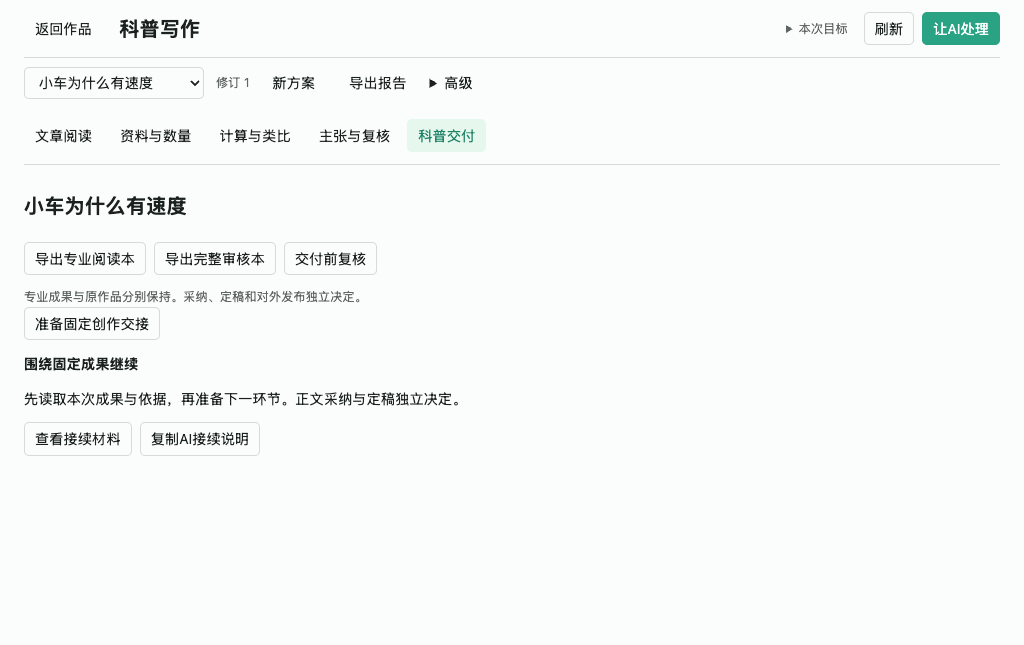 返回作品 科普写作 ▶ 本次目标 刷新 让AI处理
小车为什么有速度 修订 1 新方案 导出报告 ▶ 高级
文章阅读 资料与数量 计算与类比 主张与复核 科普交付
小车为什么有速度
导出专业阅读本 导出完整审核本 交付前复核
专业成果与原作品分别保持。采纳、定稿和对外发布独立决定。
准备固定创作交接
围绕固定成果继续
先读取本次成果与依据，再准备下一环节。正文采纳与定稿独立决定。
查看接续材料 复制AI接续说明